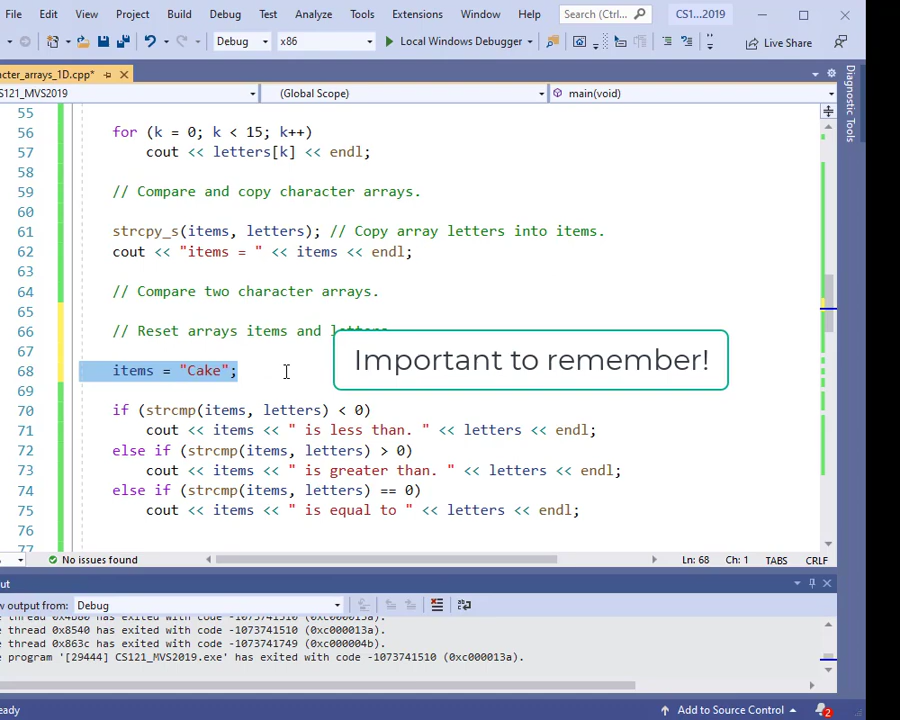 File Edit View Project Build Debug Test Analyze Tools Extensions Window Help Search (Ctrl... CS1...2019
Debug x86 Local Windows Debugger Live Share
cter_arrays_1D.cpp*
S121_MVS2019 (Global Scope) main(void)
Diagnostic Tools
55
56 for (k = 0; k < 15; k++)
57 cout << letters[k] << endl;
58
59 // Compare and copy character arrays.
60
61 strcpy_s(items, letters); // Copy array letters into items.
62 cout << "items = " << items << endl;
63
64 // Compare two character arrays.
65
66 // Reset arrays items and letters
67
Important to remember!
68 items = "Cake";
69
70 if (strcmp(items, letters) < 0)
71 cout << items << " is less than. " << letters << endl;
72 else if (strcmp(items, letters) > 0)
73 cout << items << " is greater than. " << letters << endl;
74 else if (strcmp(items, letters) == 0)
75 cout << items << " is equal to " << letters << endl;
76
77
No issues found Ln: 68 Ch: 1 TABS CRLF
ut
w output from: Debug
e thread 0x4b80 has exited with code -1073741510 (0xc000013a).
e thread 0x8540 has exited with code -1073741510 (0xc000013a).
e thread 0x863c has exited with code -1073741749 (0xc000004b).
e program '[29444] CS121_MVS2019.exe' has exited with code -1073741510 (0xc000013a).
eady Add to Source Control 2